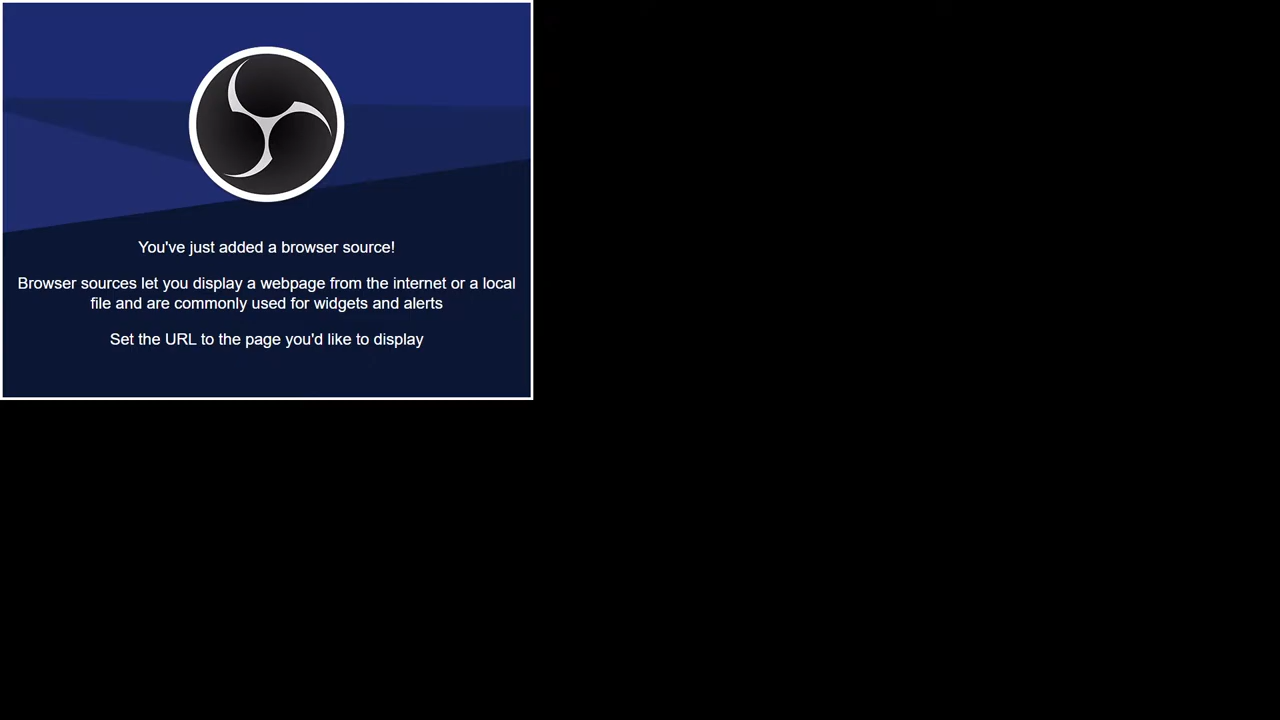 You've just added a browser source!
Browser sources let you display a webpage from the internet or a local
file and are commonly used for widgets and alerts
Set the URL to the page you'd like to display